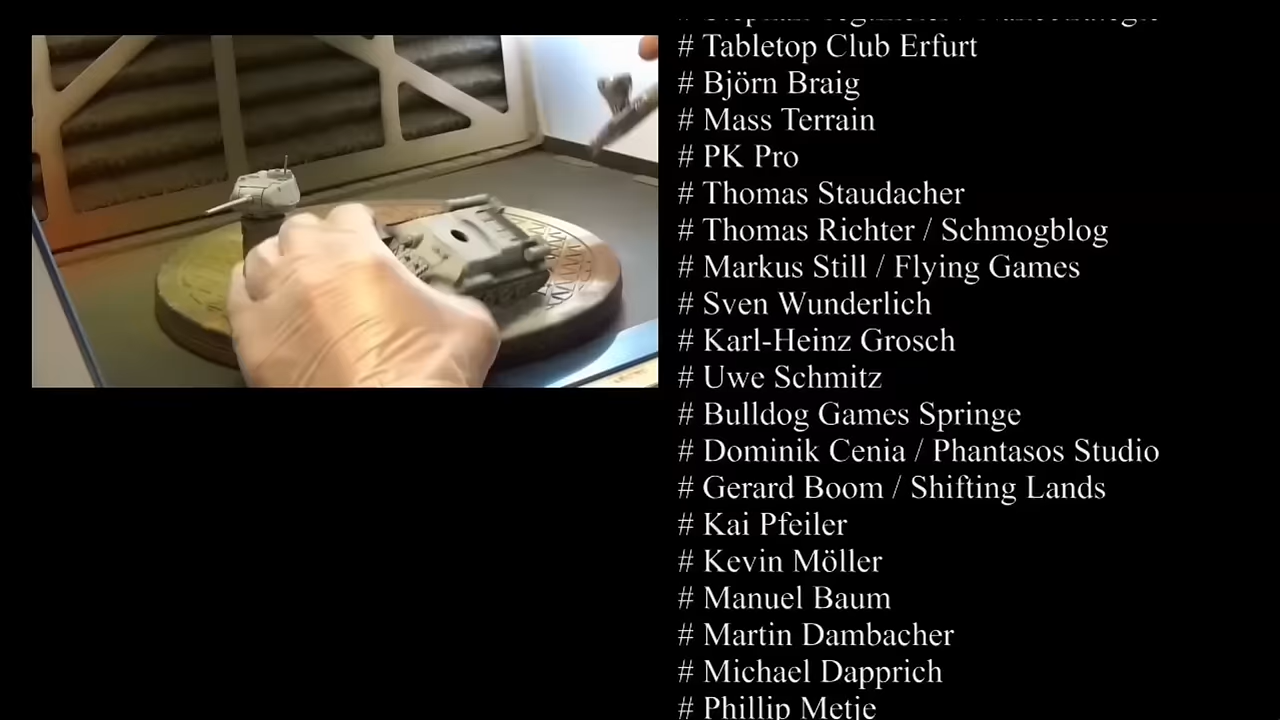 # Tabletop Club Erfurt
# Björn Braig
# Mass Terrain
# PK Pro
# Thomas Staudacher
# Thomas Richter / Schmogblog
# Markus Still / Flying Games
# Sven Wunderlich
# Karl-Heinz Grosch
# Uwe Schmitz
# Bulldog Games Springe
# Dominik Cenia / Phantasos Studio
# Gerard Boom / Shifting Lands
# Kai Pfeiler
# Kevin Möller
# Manuel Baum
# Martin Dambacher
# Michael Dapprich
# Phillip Metje